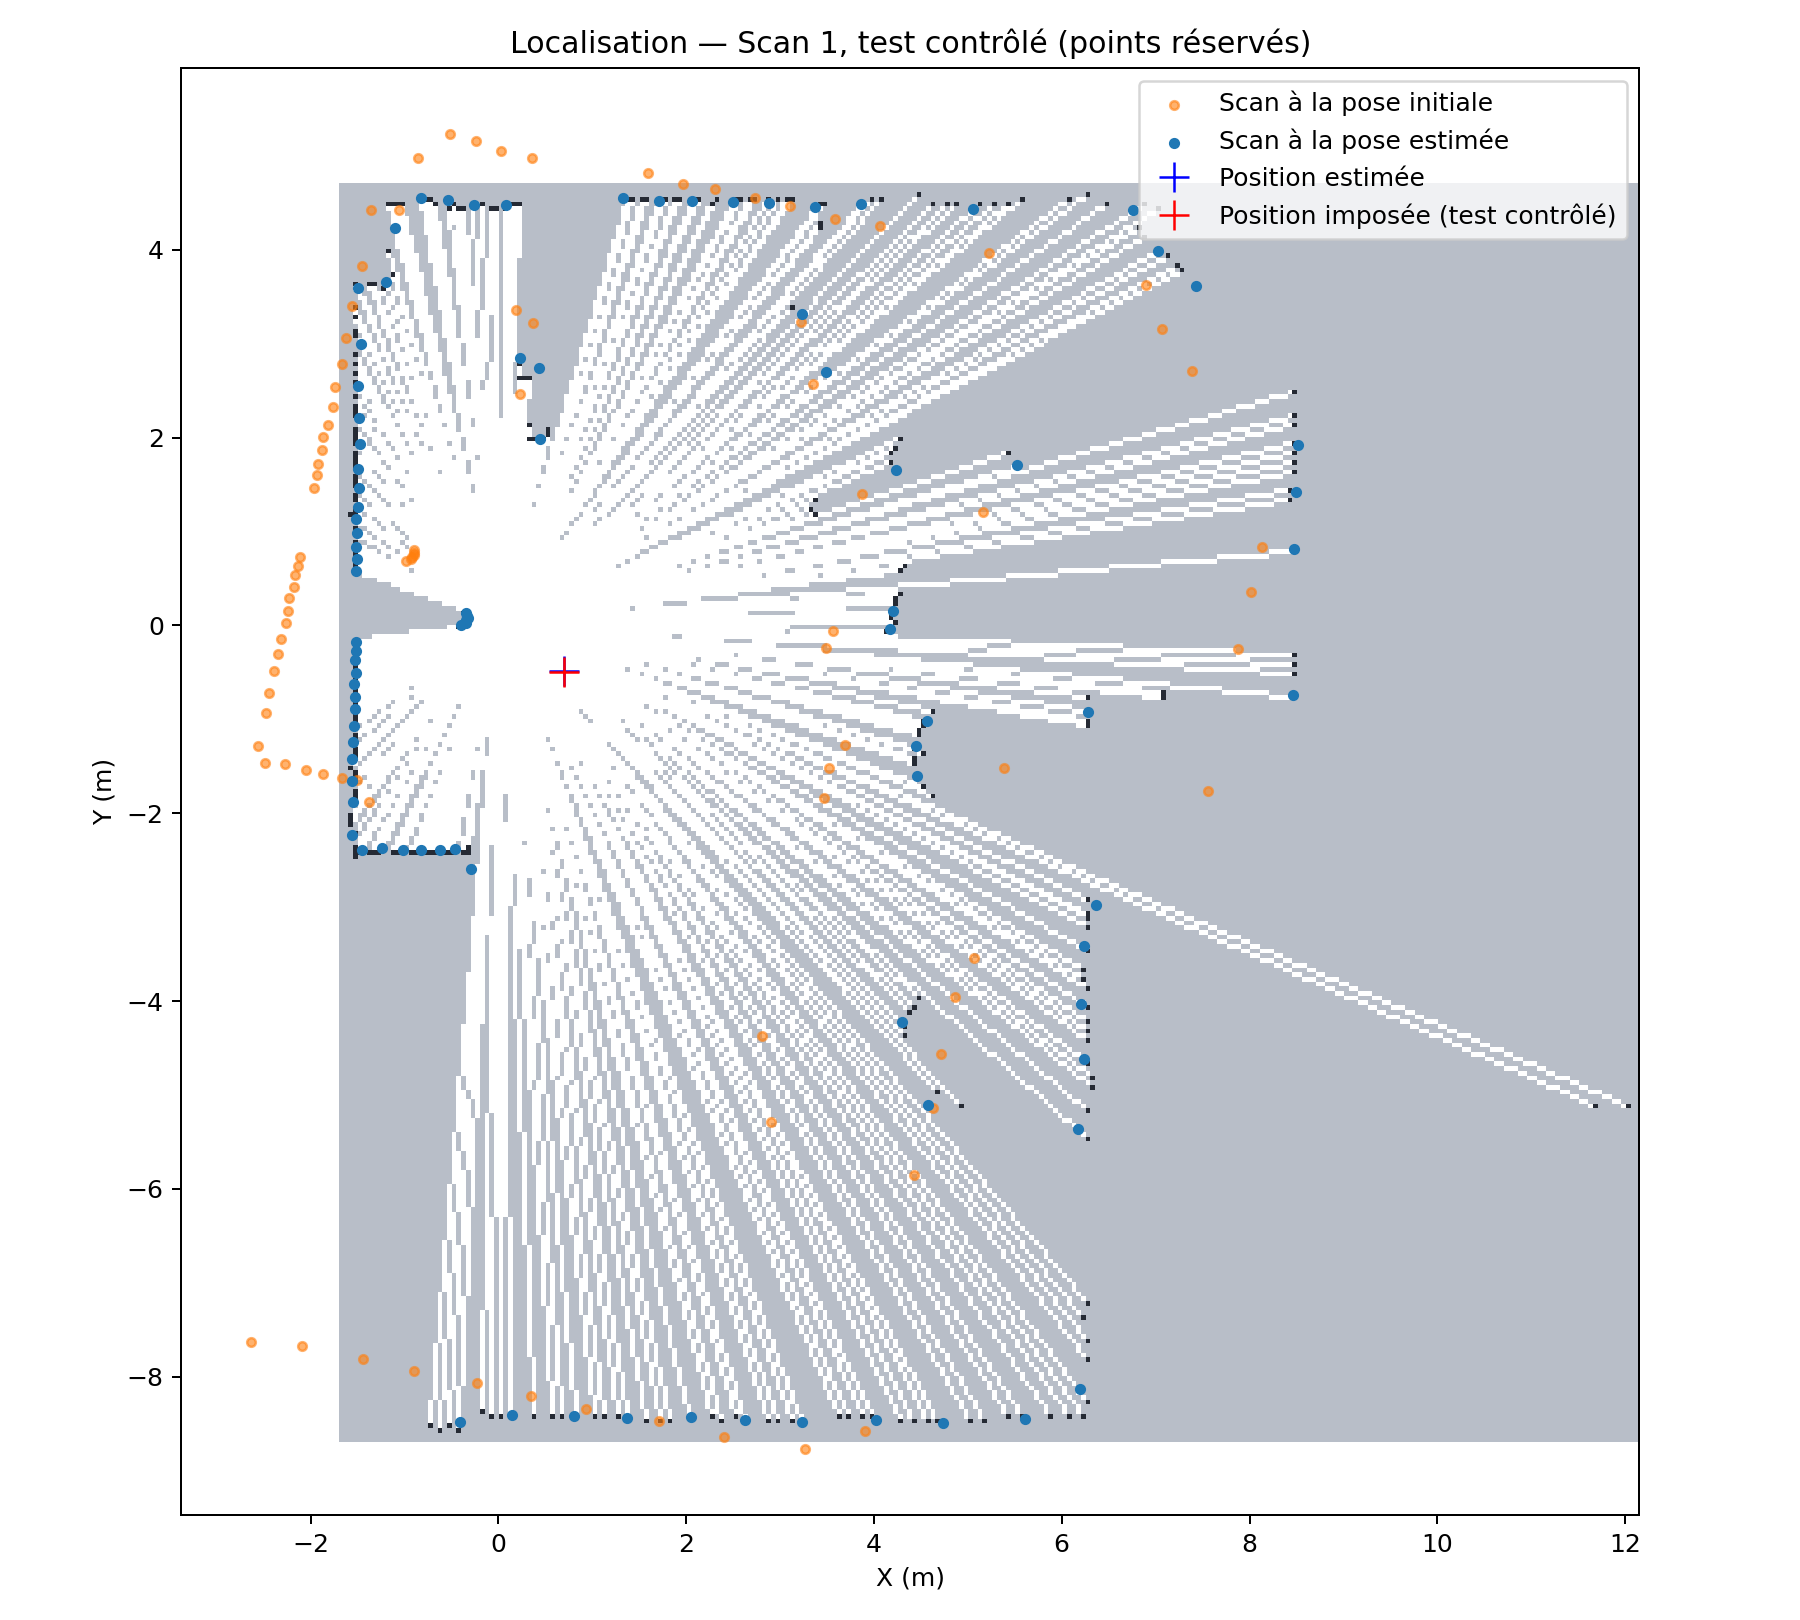 Localisation — Scan 1, test contrôlé (points réservés)
Scan à la pose initiale
Scan à la pose estimée
Position estimée
Position imposée (test contrôlé)
4
2
0
−2
−4
−6
−8
Y (m)
−2 0 2 4 6 8 10 12
X (m)